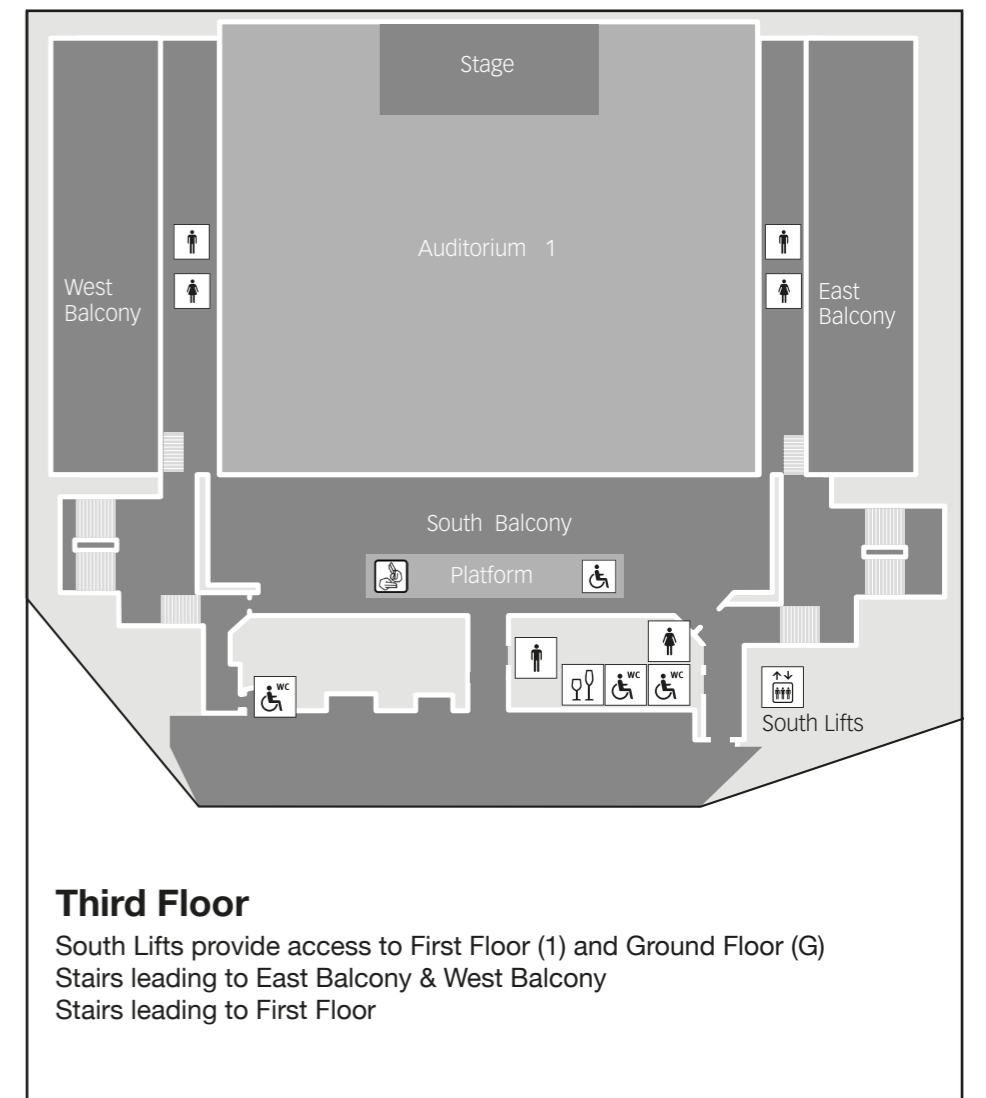 Stage
Auditorium 1
West
Balcony
East
Balcony
South Balcony
Platform
WC
WC
WC
South Lifts
Third Floor
South Lifts provide access to First Floor (1) and Ground Floor (G)
Stairs leading to East Balcony & West Balcony
Stairs leading to First Floor